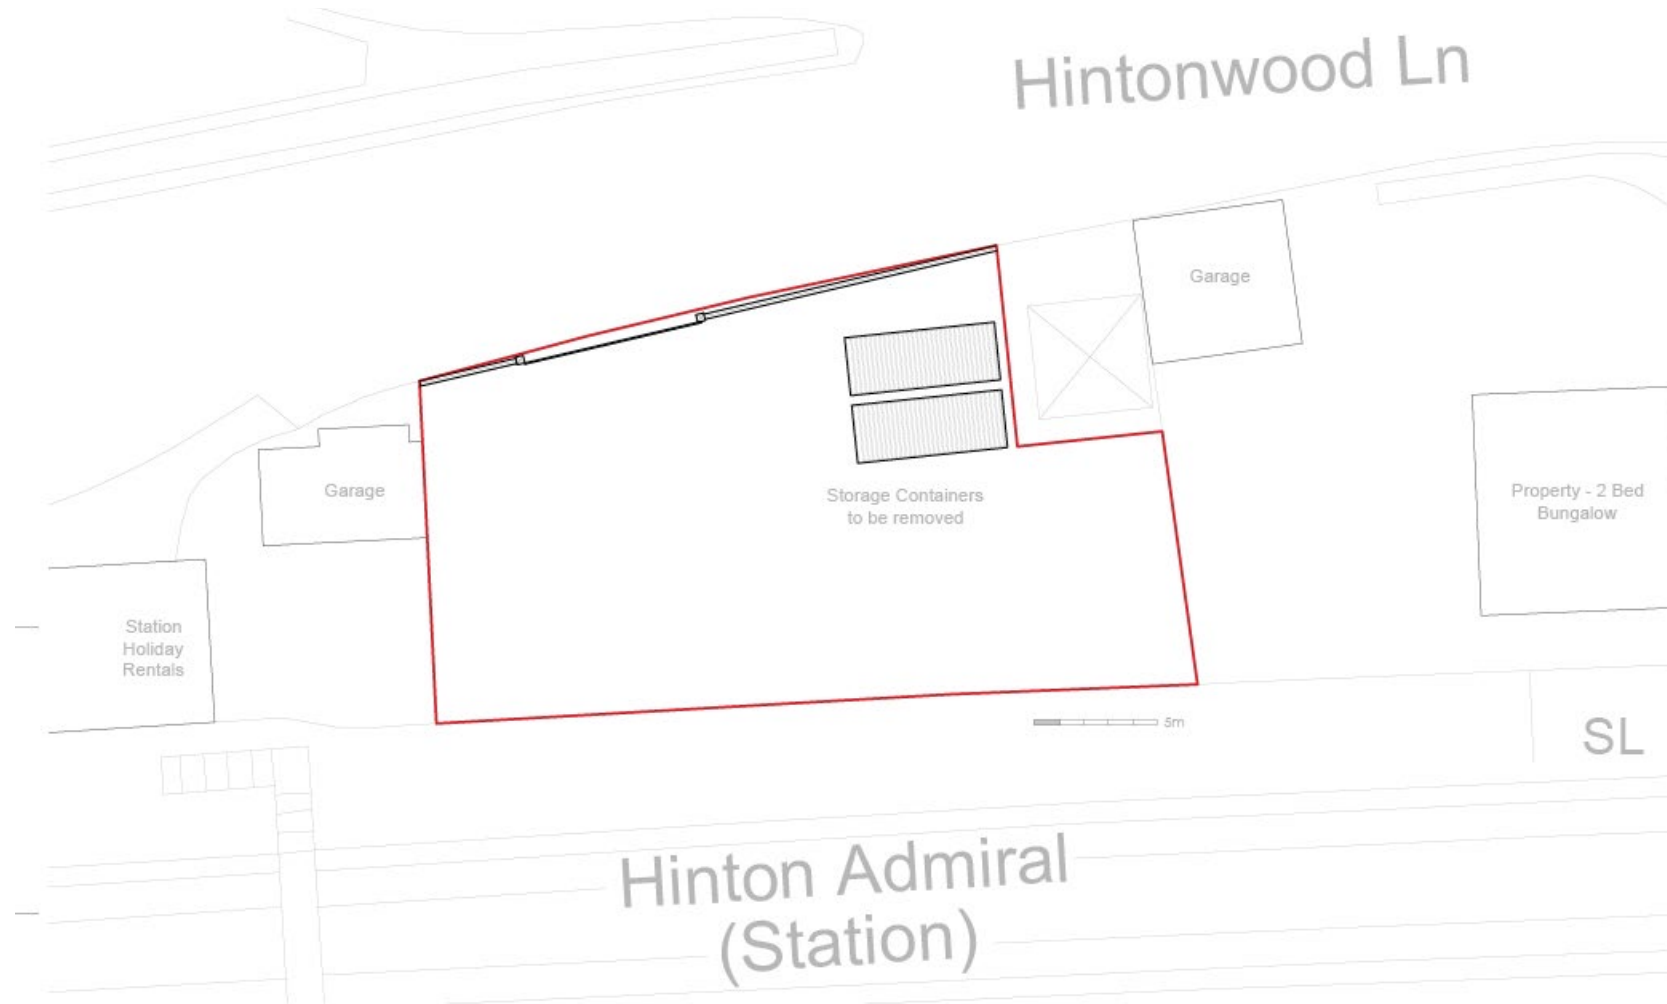 Hintonwood Ln
Garage
Garage
Storage Containers
to be removed
Property - 2 Bed
Bungalow
Station
Holiday
Rentals
5m
SL
Hinton Admiral
(Station)